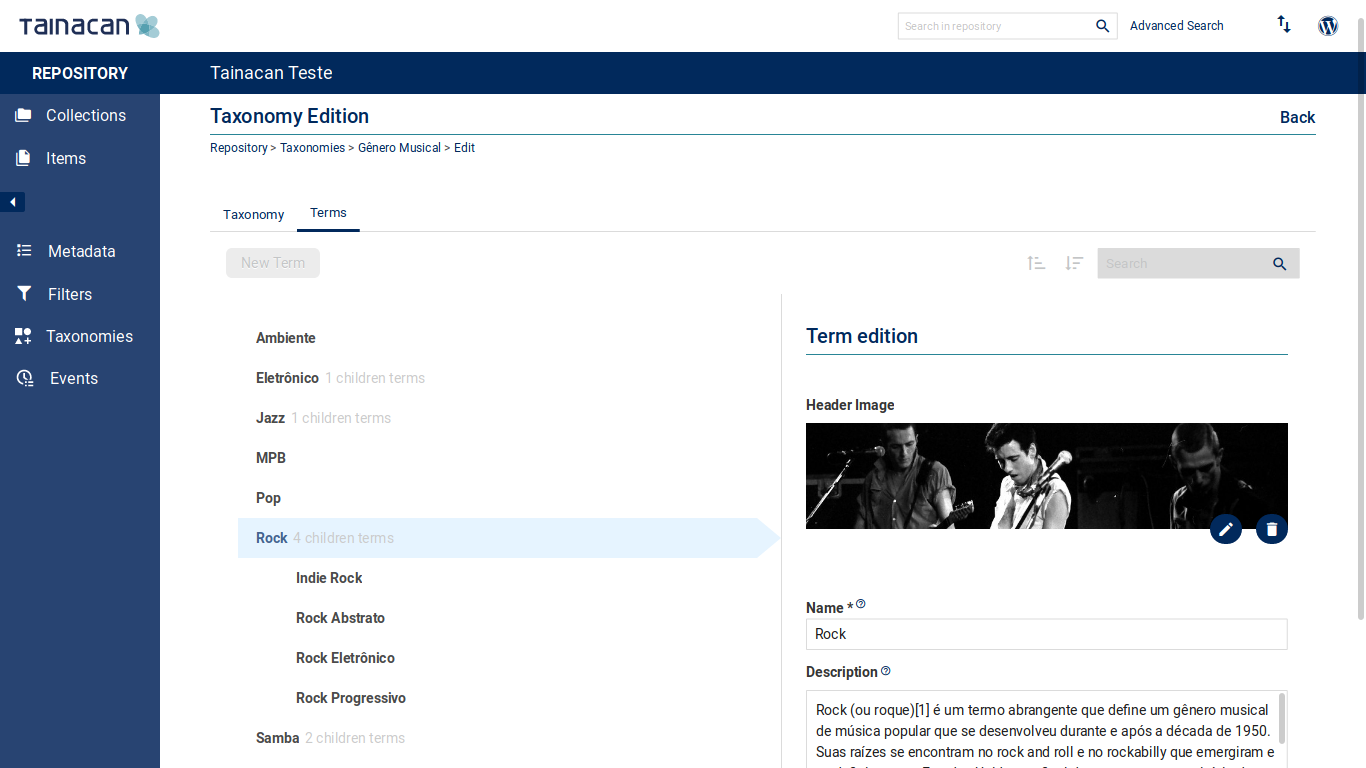 TAINACAN
Search in repository
Advanced Search
REPOSITORY
Tainacan Teste
Collections
Items
Metadata
Filters
Taxonomies
Events
Taxonomy Edition
Back
Repository > Taxonomies > Gênero Musical > Edit
Taxonomy
Terms
New Term
Search
Ambiente
Eletrônico 1 children terms
Jazz 1 children terms
MPB
Pop
Rock 4 children terms
Indie Rock
Rock Abstrato
Rock Eletrônico
Rock Progressivo
Samba 2 children terms
Term edition
Header Image
Name *
Rock
Description
Rock (ou roque)[1] é um termo abrangente que define um gênero musical
de música popular que se desenvolveu durante e após a década de 1950.
Suas raízes se encontram no rock and roll e no rockabilly que emergiram e